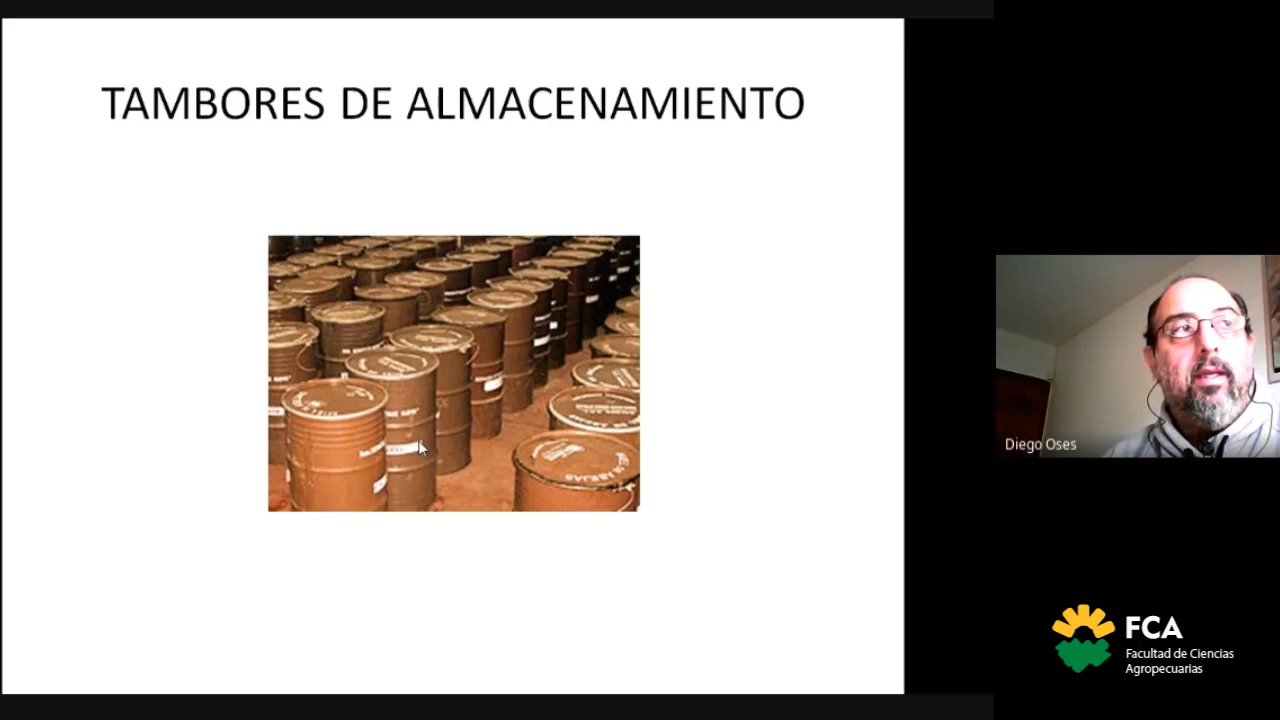 TAMBORES DE ALMACENAMIENTO
Diego Oses
FCA
Facultad de Ciencias
Agropecuarias